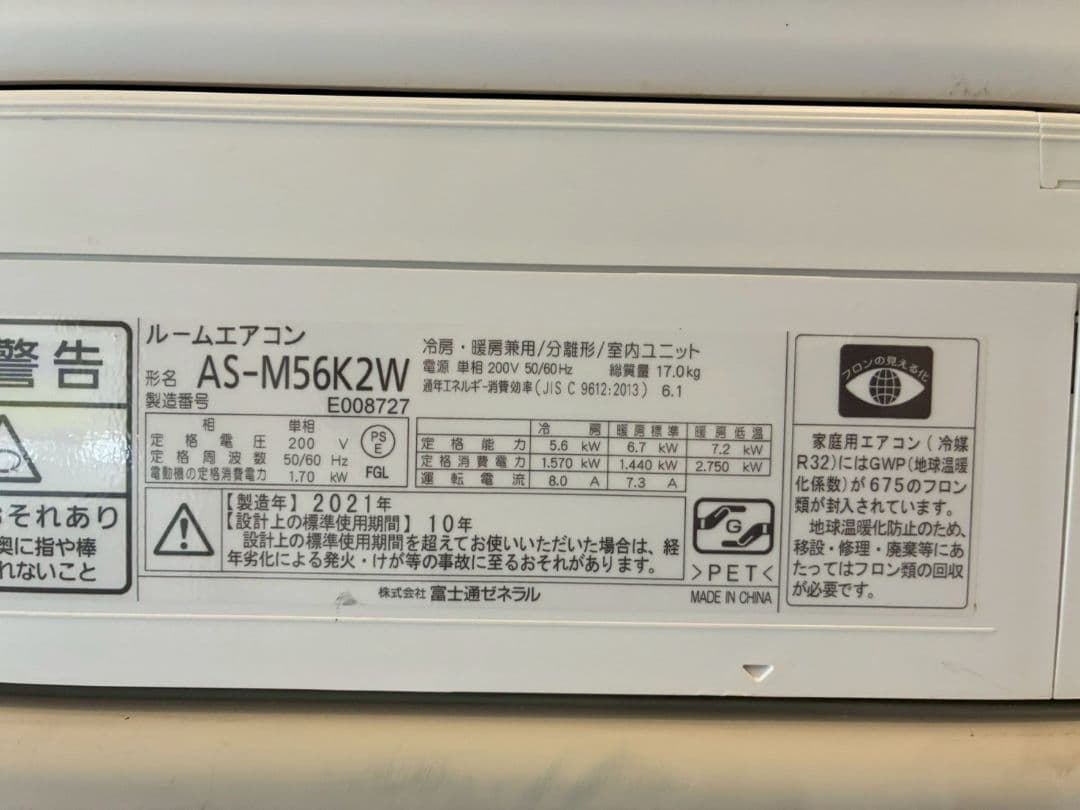 警告
おそれあり
奥に指や棒
れないこと
ルームエアコン
形名 AS-M56K2W
製造番号 E008727
冷房・暖房兼用/分離形/室内ユニット
電源 単相 200V 50/60Hz 総質量 17.0kg
通年エネルギー消費効率(JIS C 9612:2013) 6.1
相 単相
定格電圧 200 V
定格周波数 50/60 Hz
電動機の定格消費電力 1.70 kW
PS
E
FGL
冷房 暖房標準 暖房低温
定格能力 5.6 kW 6.7 kW 7.2 kW
定格消費電力 1.570 kW 1.440 kW 2.750 kW
運転電流 8.0 A 7.3 A
【製造年】2021年
【設計上の標準使用期間】10年
設計上の標準使用期間を超えてお使いいただいた場合は、経
年劣化による発火・けが等の事故に至るおそれがあります。
G
>PET<
株式会社 富士通ゼネラル
MADE IN CHINA
フロンの見える化
家庭用エアコン(冷媒
R32)にはGWP(地球温暖
化係数)が675のフロン
類が封入されています。
地球温暖化防止のため、
移設・修理・廃棄等にあ
たってはフロン類の回収
が必要です。